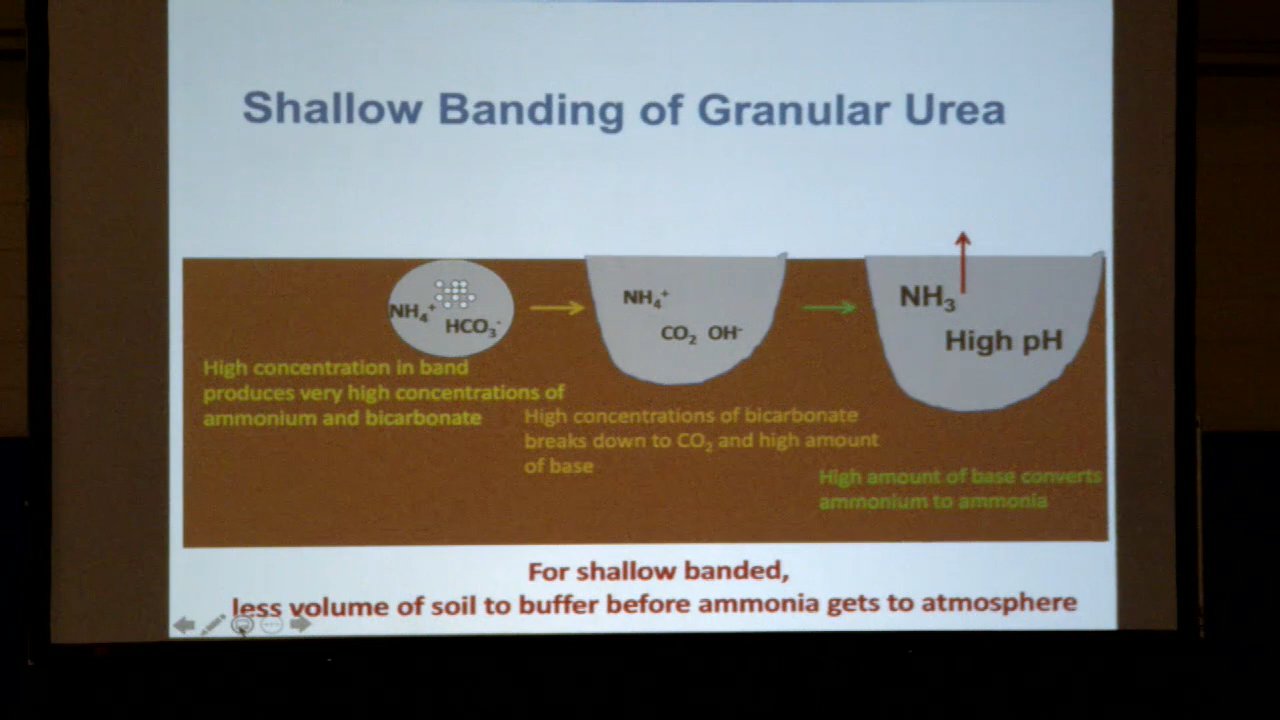 Shallow Banding of Granular Urea
NH₄⁺
HCO₃⁻
NH₄⁺
CO₂ OH⁻
NH₃
High pH
High concentration in band
produces very high concentrations of
ammonium and bicarbonate
High concentrations of bicarbonate
breaks down to CO₂ and high amount
of base
High amount of base converts
ammonium to ammonia
For shallow banded,
less volume of soil to buffer before ammonia gets to atmosphere